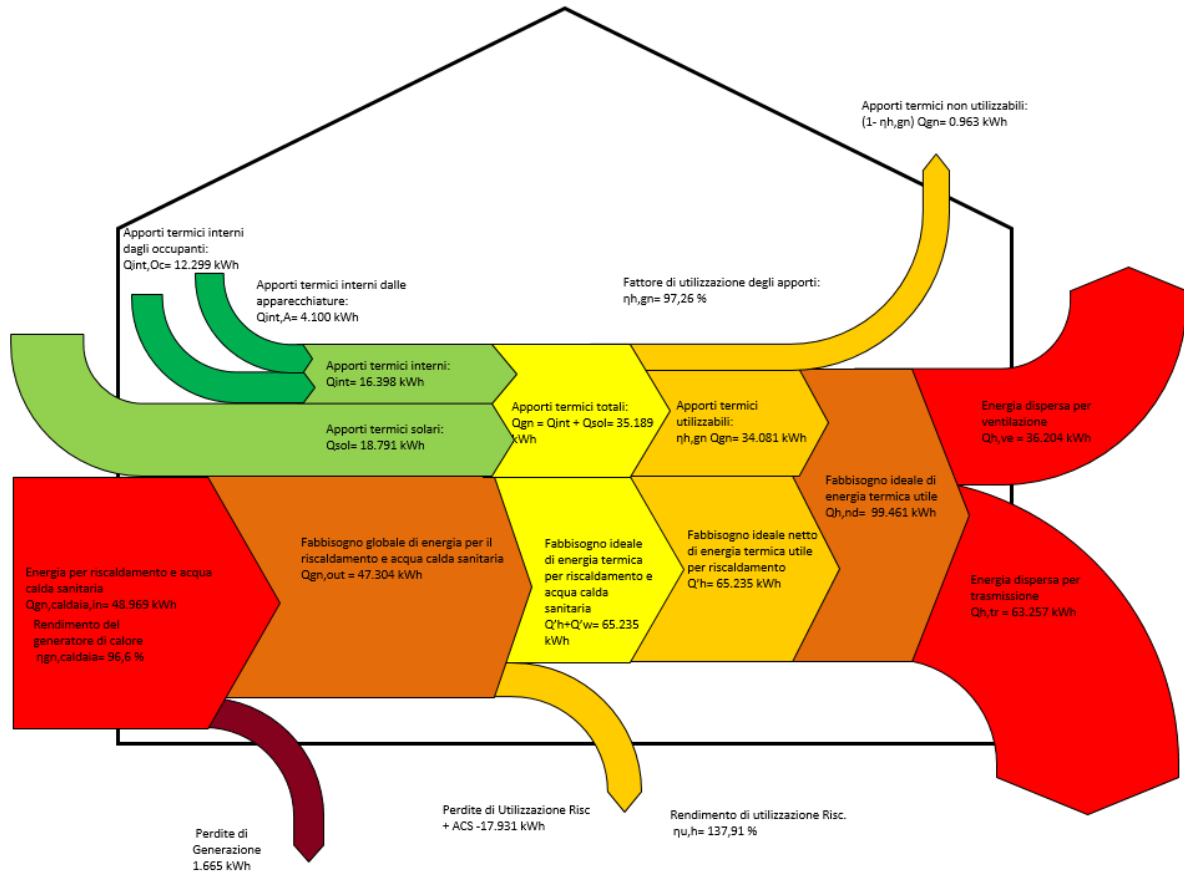 Apporti termici non utilizzabili:
(1- ηh,gn) Qgn= 0.963 kWh
Apporti termici interni
dagli occupanti:
Qint,Oc= 12.299 kWh
Apporti termici interni dalle
apparecchiature:
Qint,A= 4.100 kWh
Fattore di utilizzazione degli apporti:
ηh,gn= 97,26 %
Apporti termici interni:
Qint= 16.398 kWh
Apporti termici solari:
Qsol= 18.791 kWh
Apporti termici totali:
Qgn = Qint + Qsol= 35.189
kWh
Apporti termici
utilizzabili:
ηh,gn Qgn= 34.081 kWh
Energia dispersa per
ventilazione
Qh,ve = 36.204 kWh
Fabbisogno ideale di
energia termica utile
Qh,nd=  99.461 kWh
Energia per riscaldamento e acqua
calda sanitaria
Qgn,caldaia,in= 48.969 kWh
Rendimento del
generatore di calore
ηgn,caldaia= 96,6 %
Fabbisogno globale di energia per il
riscaldamento e acqua calda sanitaria
Qgn,out = 47.304 kWh
Fabbisogno ideale
di energia termica
per riscaldamento e
acqua calda
sanitaria
Q'h+Q'w= 65.235
kWh
Fabbisogno ideale netto
di energia termica utile
per riscaldamento
Q'h= 65.235 kWh
Energia dispersa per
trasmissione
Qh,tr = 63.257 kWh
Perdite di
Generazione
1.665 kWh
Perdite di Utilizzazione Risc
+ ACS -17.931 kWh
Rendimento di utilizzazione Risc.
ηu,h= 137,91 %